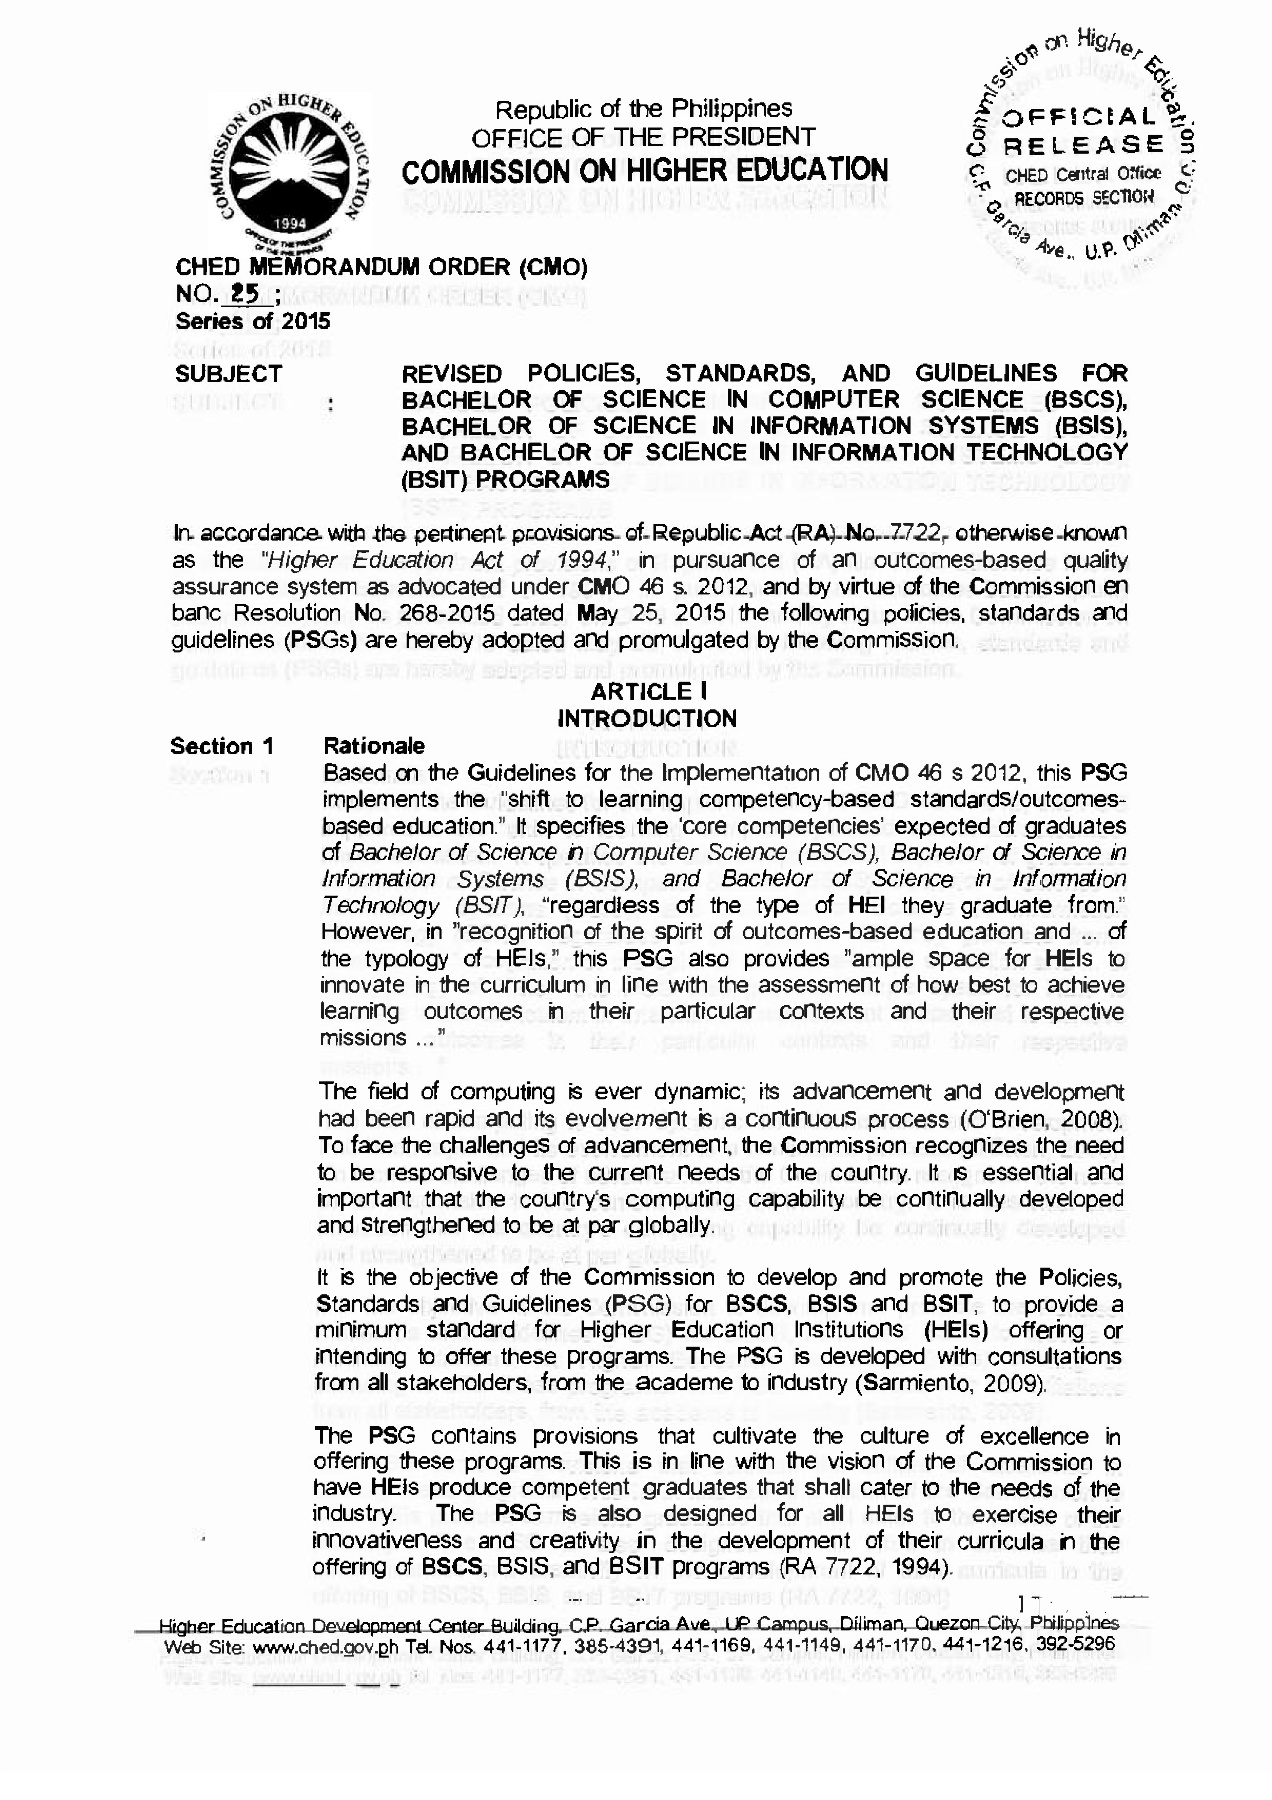 Commission on Higher Education
OFFICIAL
RELEASE
CHED Central Office
RECORDS SECTION
C.P. Garcia Ave., U.P. Diliman, Q.C.
COMMISSION ON HIGHER EDUCATION
1994
OFFICE OF THE PRESIDENT
OF THE PHILIPPINES
Republic of the Philippines
OFFICE OF THE PRESIDENT
COMMISSION ON HIGHER EDUCATION
CHED MEMORANDUM ORDER (CMO)
NO. 25 ;
Series of 2015
SUBJECT : REVISED POLICIES, STANDARDS, AND GUIDELINES FOR
BACHELOR OF SCIENCE IN COMPUTER SCIENCE (BSCS),
BACHELOR OF SCIENCE IN INFORMATION SYSTEMS (BSIS),
AND BACHELOR OF SCIENCE IN INFORMATION TECHNOLOGY
(BSIT) PROGRAMS
In accordance with the pertinent provisions of Republic Act (RA) No. 7722, otherwise known
as the "Higher Education Act of 1994," in pursuance of an outcomes-based quality
assurance system as advocated under CMO 46 s. 2012, and by virtue of the Commission en
banc Resolution No. 268-2015 dated May 25, 2015 the following policies, standards and
guidelines (PSGs) are hereby adopted and promulgated by the Commission.
ARTICLE I
INTRODUCTION
Section 1 Rationale
Based on the Guidelines for the Implementation of CMO 46 s 2012, this PSG
implements the "shift to learning competency-based standards/outcomes-
based education." It specifies the 'core competencies' expected of graduates
of Bachelor of Science in Computer Science (BSCS), Bachelor of Science in
Information Systems (BSIS), and Bachelor of Science in Information
Technology (BSIT), "regardless of the type of HEI they graduate from."
However, in "recognition of the spirit of outcomes-based education and ... of
the typology of HEIs," this PSG also provides "ample space for HEIs to
innovate in the curriculum in line with the assessment of how best to achieve
learning outcomes in their particular contexts and their respective
missions ..."
The field of computing is ever dynamic; its advancement and development
had been rapid and its evolvement is a continuous process (O'Brien, 2008).
To face the challenges of advancement, the Commission recognizes the need
to be responsive to the current needs of the country. It is essential and
important that the country's computing capability be continually developed
and strengthened to be at par globally.
It is the objective of the Commission to develop and promote the Policies,
Standards and Guidelines (PSG) for BSCS, BSIS and BSIT, to provide a
minimum standard for Higher Education Institutions (HEIs) offering or
intending to offer these programs. The PSG is developed with consultations
from all stakeholders, from the academe to industry (Sarmiento, 2009).
The PSG contains provisions that cultivate the culture of excellence in
offering these programs. This is in line with the vision of the Commission to
have HEIs produce competent graduates that shall cater to the needs of the
industry. The PSG is also designed for all HEIs to exercise their
innovativeness and creativity in the development of their curricula in the
offering of BSCS, BSIS, and BSIT programs (RA 7722, 1994).
1
Higher Education Development Center Building, C.P. Garcia Ave., UP Campus, Diliman, Quezon City, Philippines
Web Site: www.ched.gov.ph Tel. Nos. 441-1177, 385-4391, 441-1169, 441-1149, 441-1170, 441-1216, 392-5296